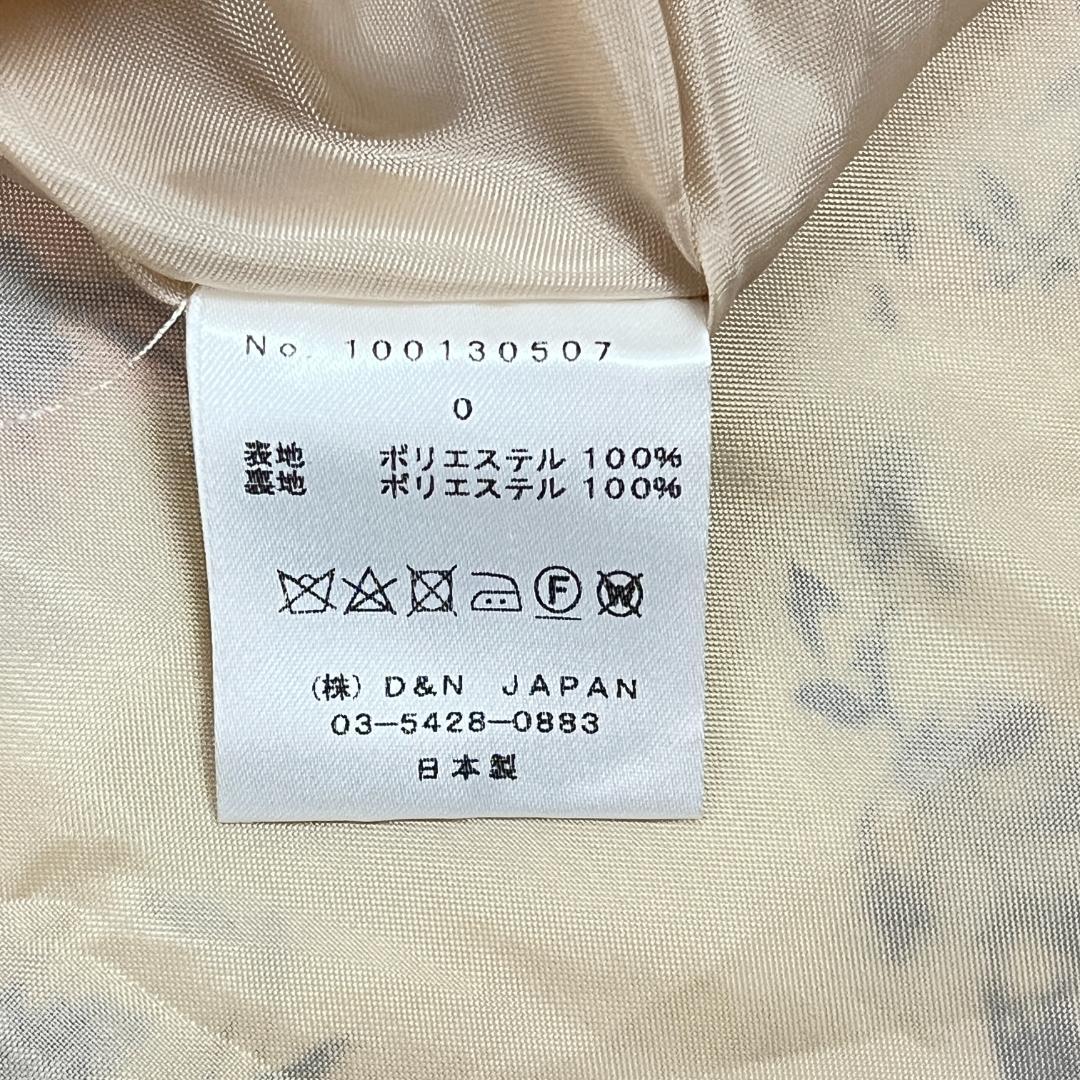 No. 100130507
0
表地 ポリエステル 100%
裏地 ポリエステル 100%
F W
(株) D&N JAPAN
03-5428-0883
日本製